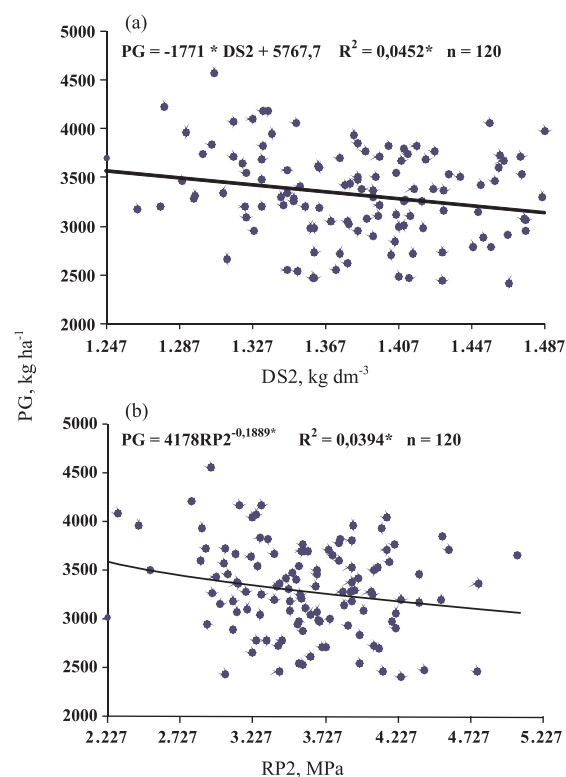 (a)
PG = -1771 * DS2 + 5767,7 R² = 0,0452* n = 120
5000
4500
4000
3500
3000
2500
2000
1.247 1.287 1.327 1.367 1.407 1.447 1.487
DS2, kg dm⁻³
PG, kg ha⁻¹
(b)
PG = 4178RP2⁻⁰,¹⁸⁸⁹* R² = 0,0394* n = 120
5000
4500
4000
3500
3000
2500
2000
2.227 2.727 3.227 3.727 4.227 4.727 5.227
RP2, MPa